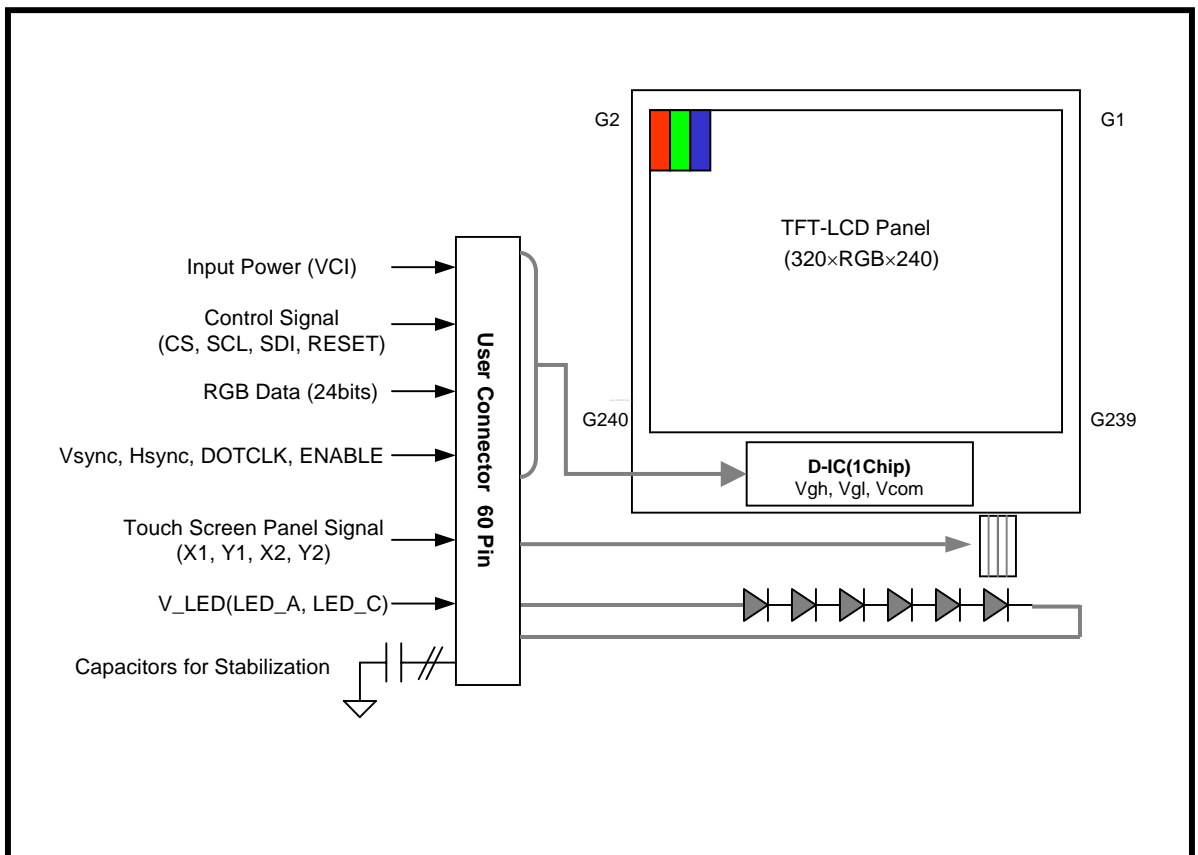 G2
G1
TFT-LCD Panel
(320×RGB×240)
Input Power (VCI)
Control Signal
(CS, SCL, SDI, RESET)
RGB Data (24bits)
Vsync, Hsync, DOTCLK, ENABLE
Touch Screen Panel Signal
(X1, Y1, X2, Y2)
V_LED(LED_A, LED_C)
Capacitors for Stabilization
User Connector 60 Pin
G240
G239
D-IC(1Chip)
Vgh, Vgl, Vcom